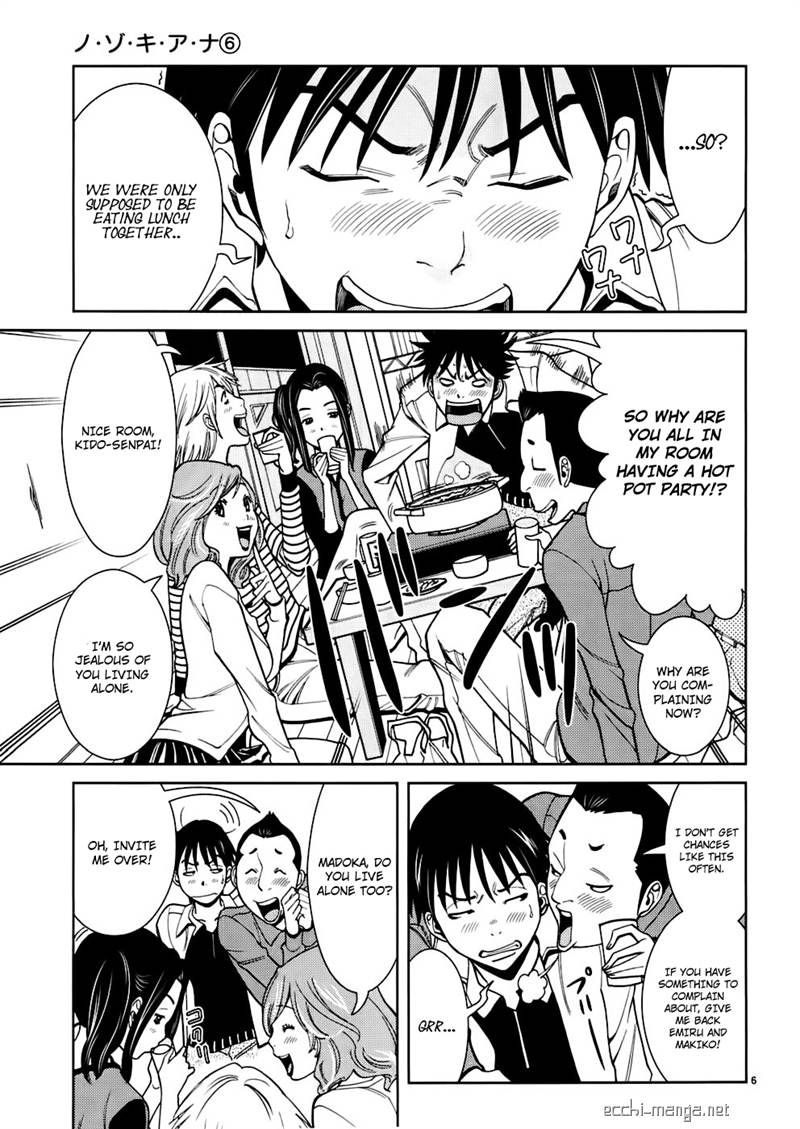 ノ・ゾ・キ・ア・ナ⑥
...SO?
WE WERE ONLY
SUPPOSED TO BE
EATING LUNCH
TOGETHER..
ワナ
ワナ
SO WHY ARE
YOU ALL IN
MY ROOM
HAVING A HOT
POT PARTY!?
NICE ROOM,
KIDO-SENPAI!
I'M SO
JEALOUS OF
YOU LIVING
ALONE.
WHY ARE
YOU COM-
PLAINING
NOW?
I DON'T GET
CHANCES
LIKE THIS
OFTEN.
IF YOU HAVE
SOMETHING TO
COMPLAIN
ABOUT, GIVE
ME BACK
EMIRU AND
MAKIKO!
GRR...
MADOKA, DO
YOU LIVE
ALONE TOO?
OH, INVITE
ME OVER!
6
ecchi-manga.net